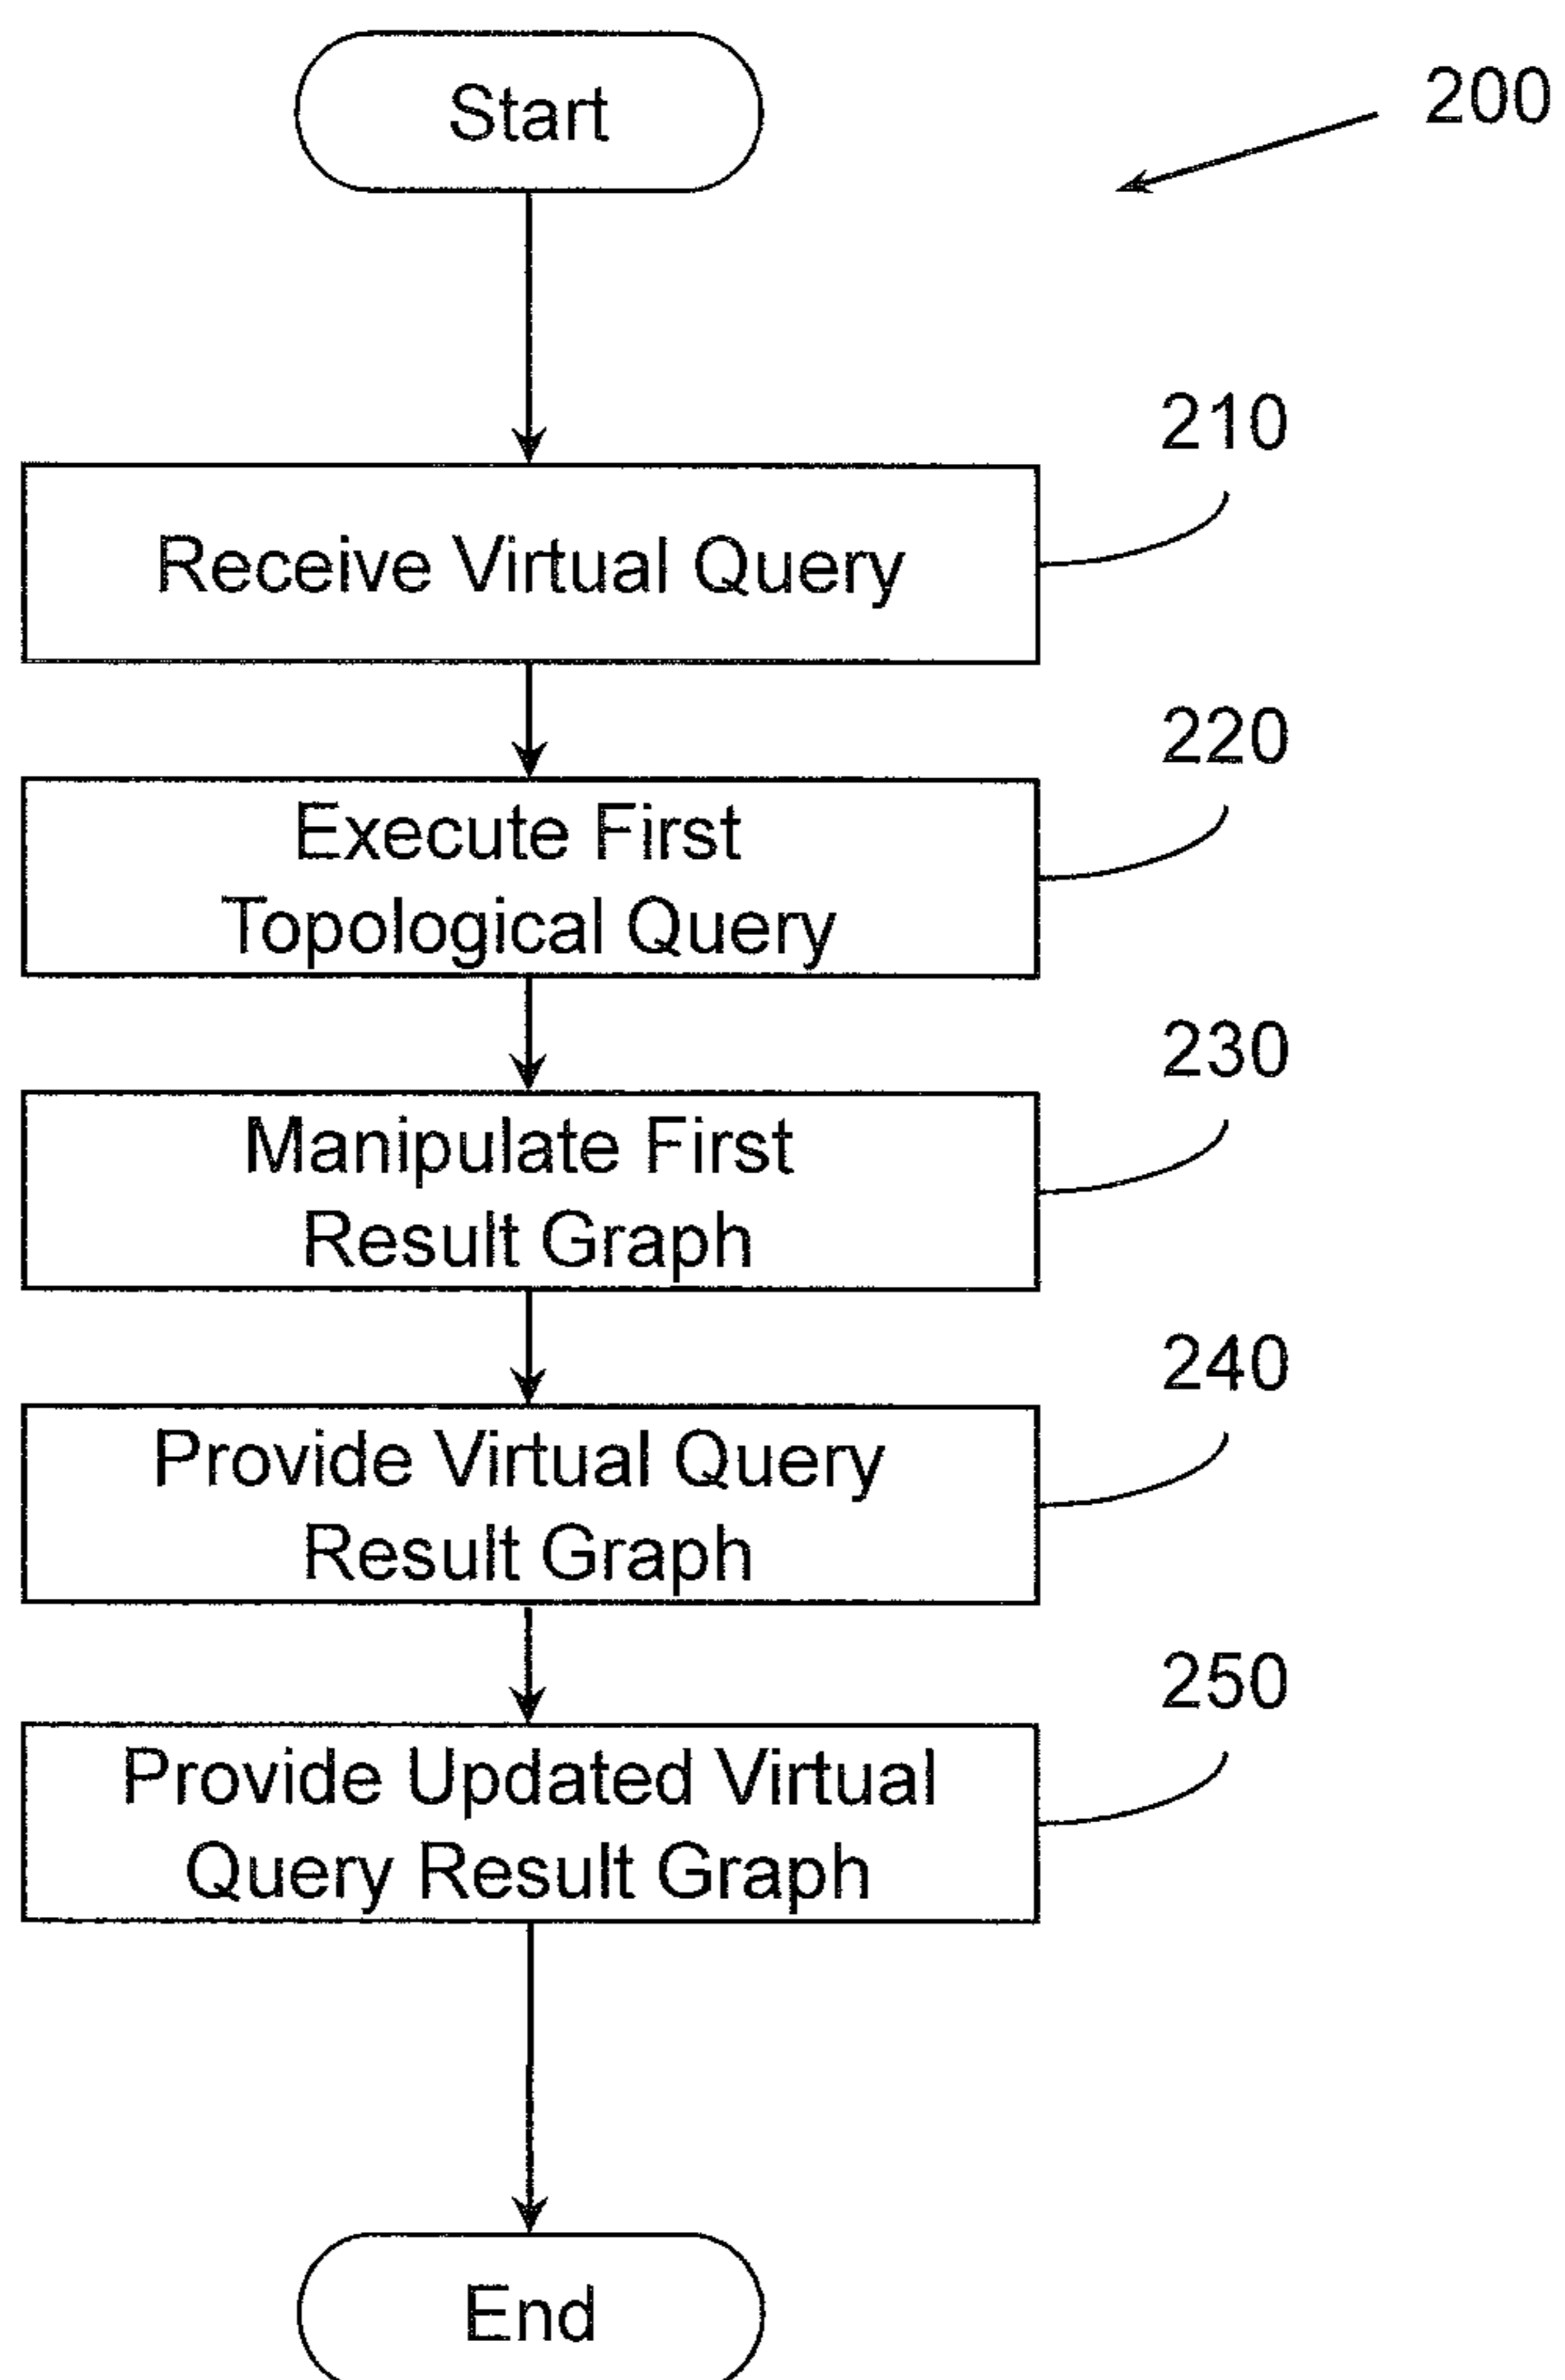 Start
200
210
Receive Virtual Query
220
Execute First
Topological Query
230
Manipulate First
Result Graph
240
Provide Virtual Query
Result Graph
250
Provide Updated Virtual
Query Result Graph
End